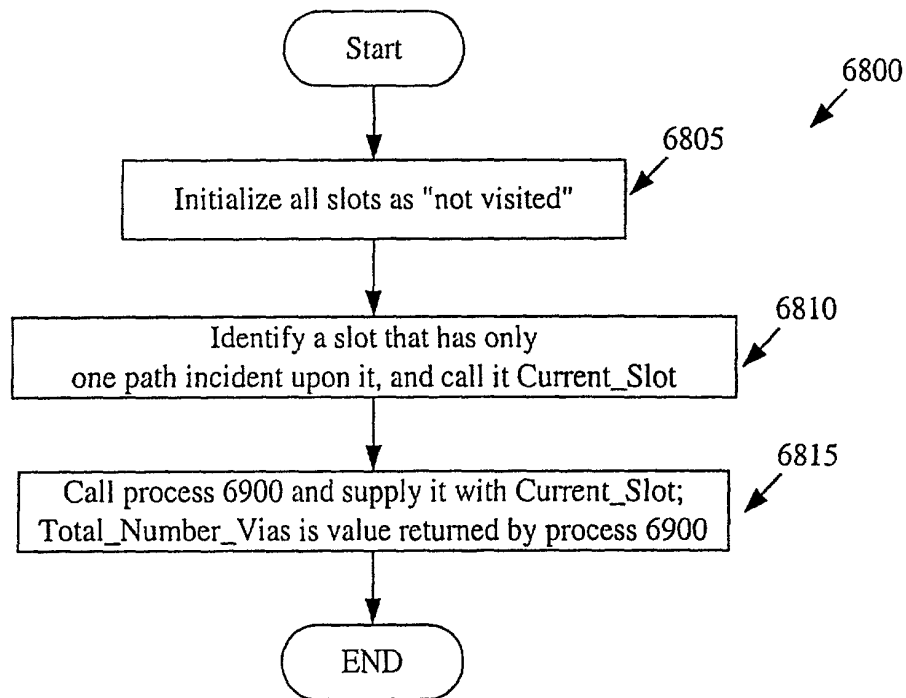 Start
6800
6805
Initialize all slots as "not visited"
6810
Identify a slot that has only
one path incident upon it, and call it Current_Slot
6815
Call process 6900 and supply it with Current_Slot;
Total_Number_Vias is value returned by process 6900
END